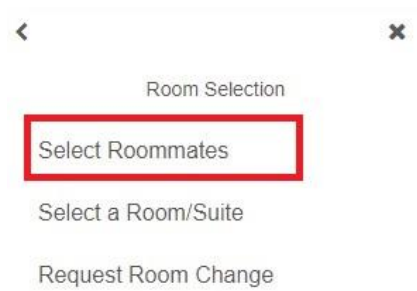 Room Selection
Select Roommates
Select a Room/Suite
Request Room Change